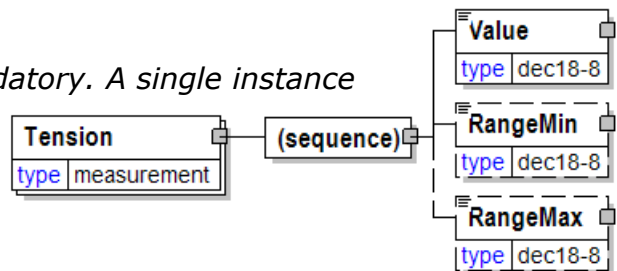 Value
type dec18-8
datory. A single instance
Tension
type measurement
(sequence)
RangeMin
type dec18-8
RangeMax
type dec18-8